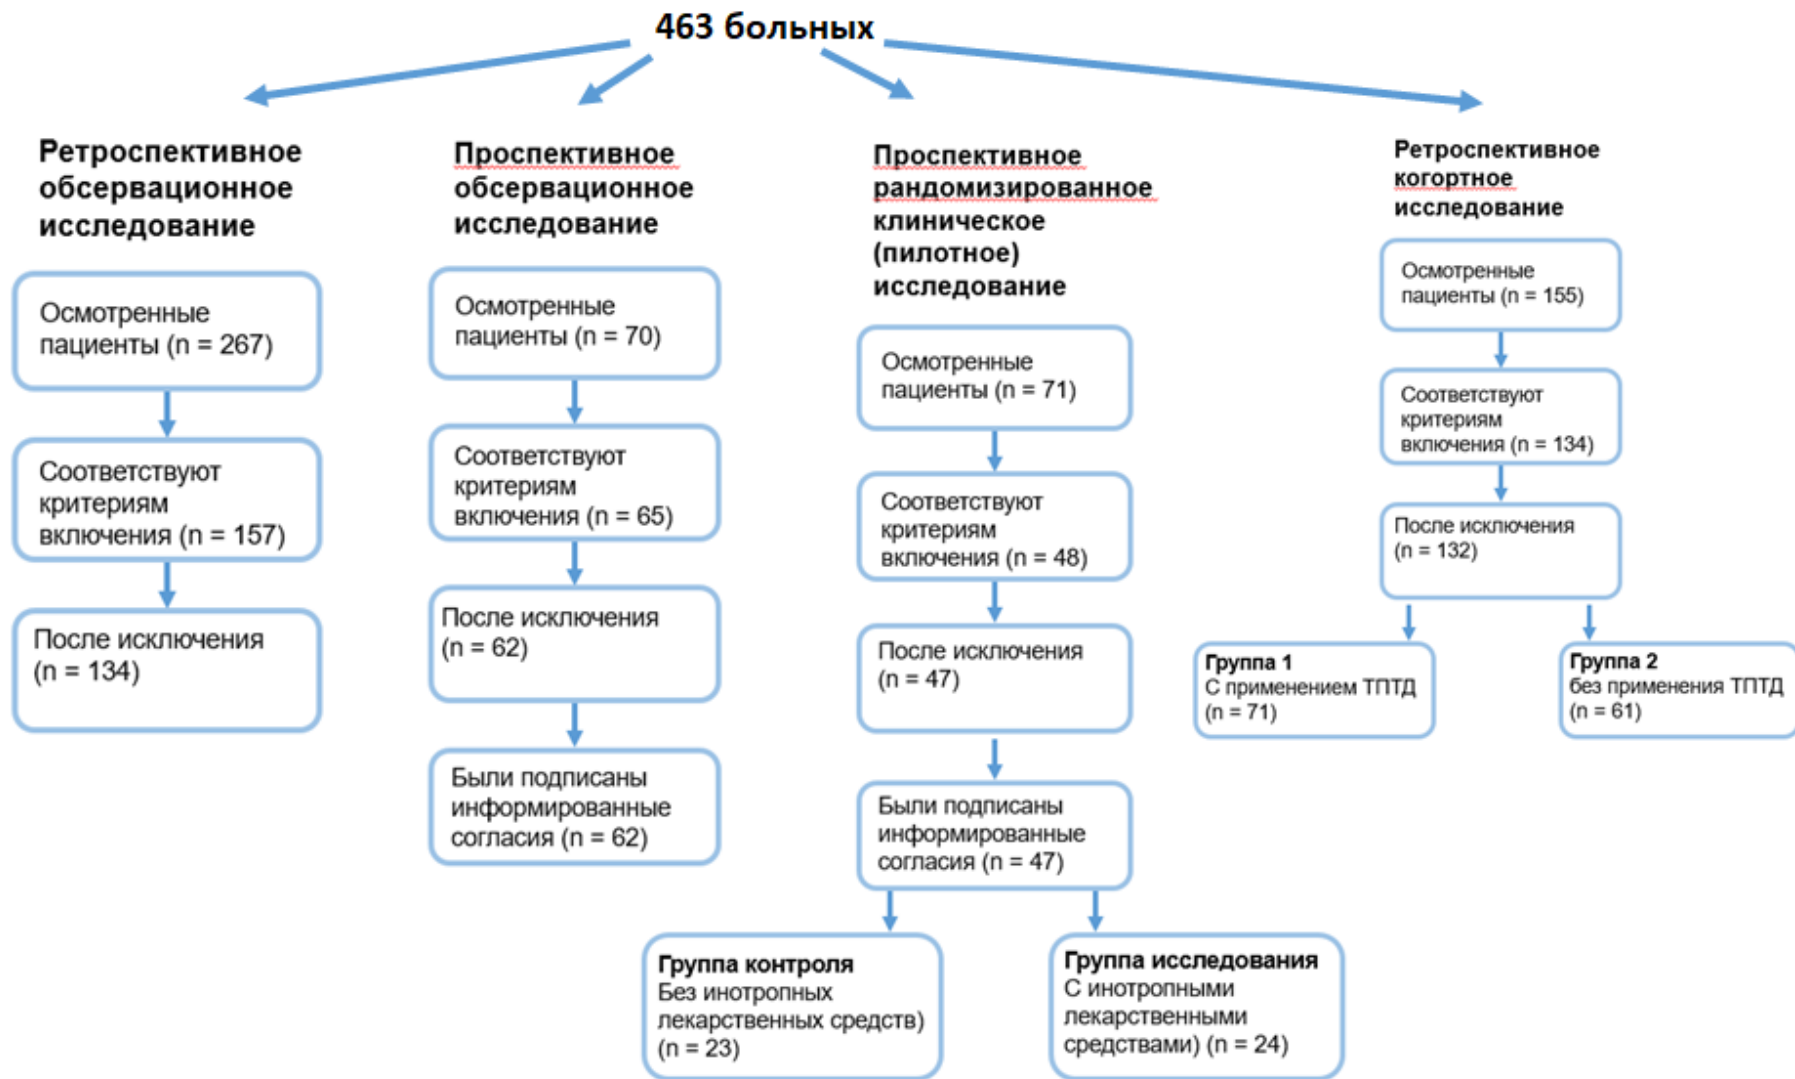 463 больных
Ретроспективное
обсервационное
исследование
Осмотренные
пациенты (n = 267)
Соответствуют
критериям
включения (n = 157)
После исключения
(n = 134)
Проспективное
обсервационное
исследование
Осмотренные
пациенты (n = 70)
Соответствуют
критериям
включения (n = 65)
После исключения
(n = 62)
Были подписаны
информированные
согласия (n = 62)
Проспективное
рандомизированное
клиническое
(пилотное)
исследование
Осмотренные
пациенты (n = 71)
Соответствуют
критериям
включения (n = 48)
После исключения
(n = 47)
Были подписаны
информированные
согласия (n = 47)
Группа контроля
Без инотропных
лекарственных средств)
(n = 23)
Группа исследования
С инотропными
лекарственными
средствами) (n = 24)
Ретроспективное
когортное
исследование
Осмотренные
пациенты (n = 155)
Соответствуют
критериям
включения (n = 134)
После исключения
(n = 132)
Группа 1
С применением ТПТД
(n = 71)
Группа 2
без применения ТПТД
(n = 61)